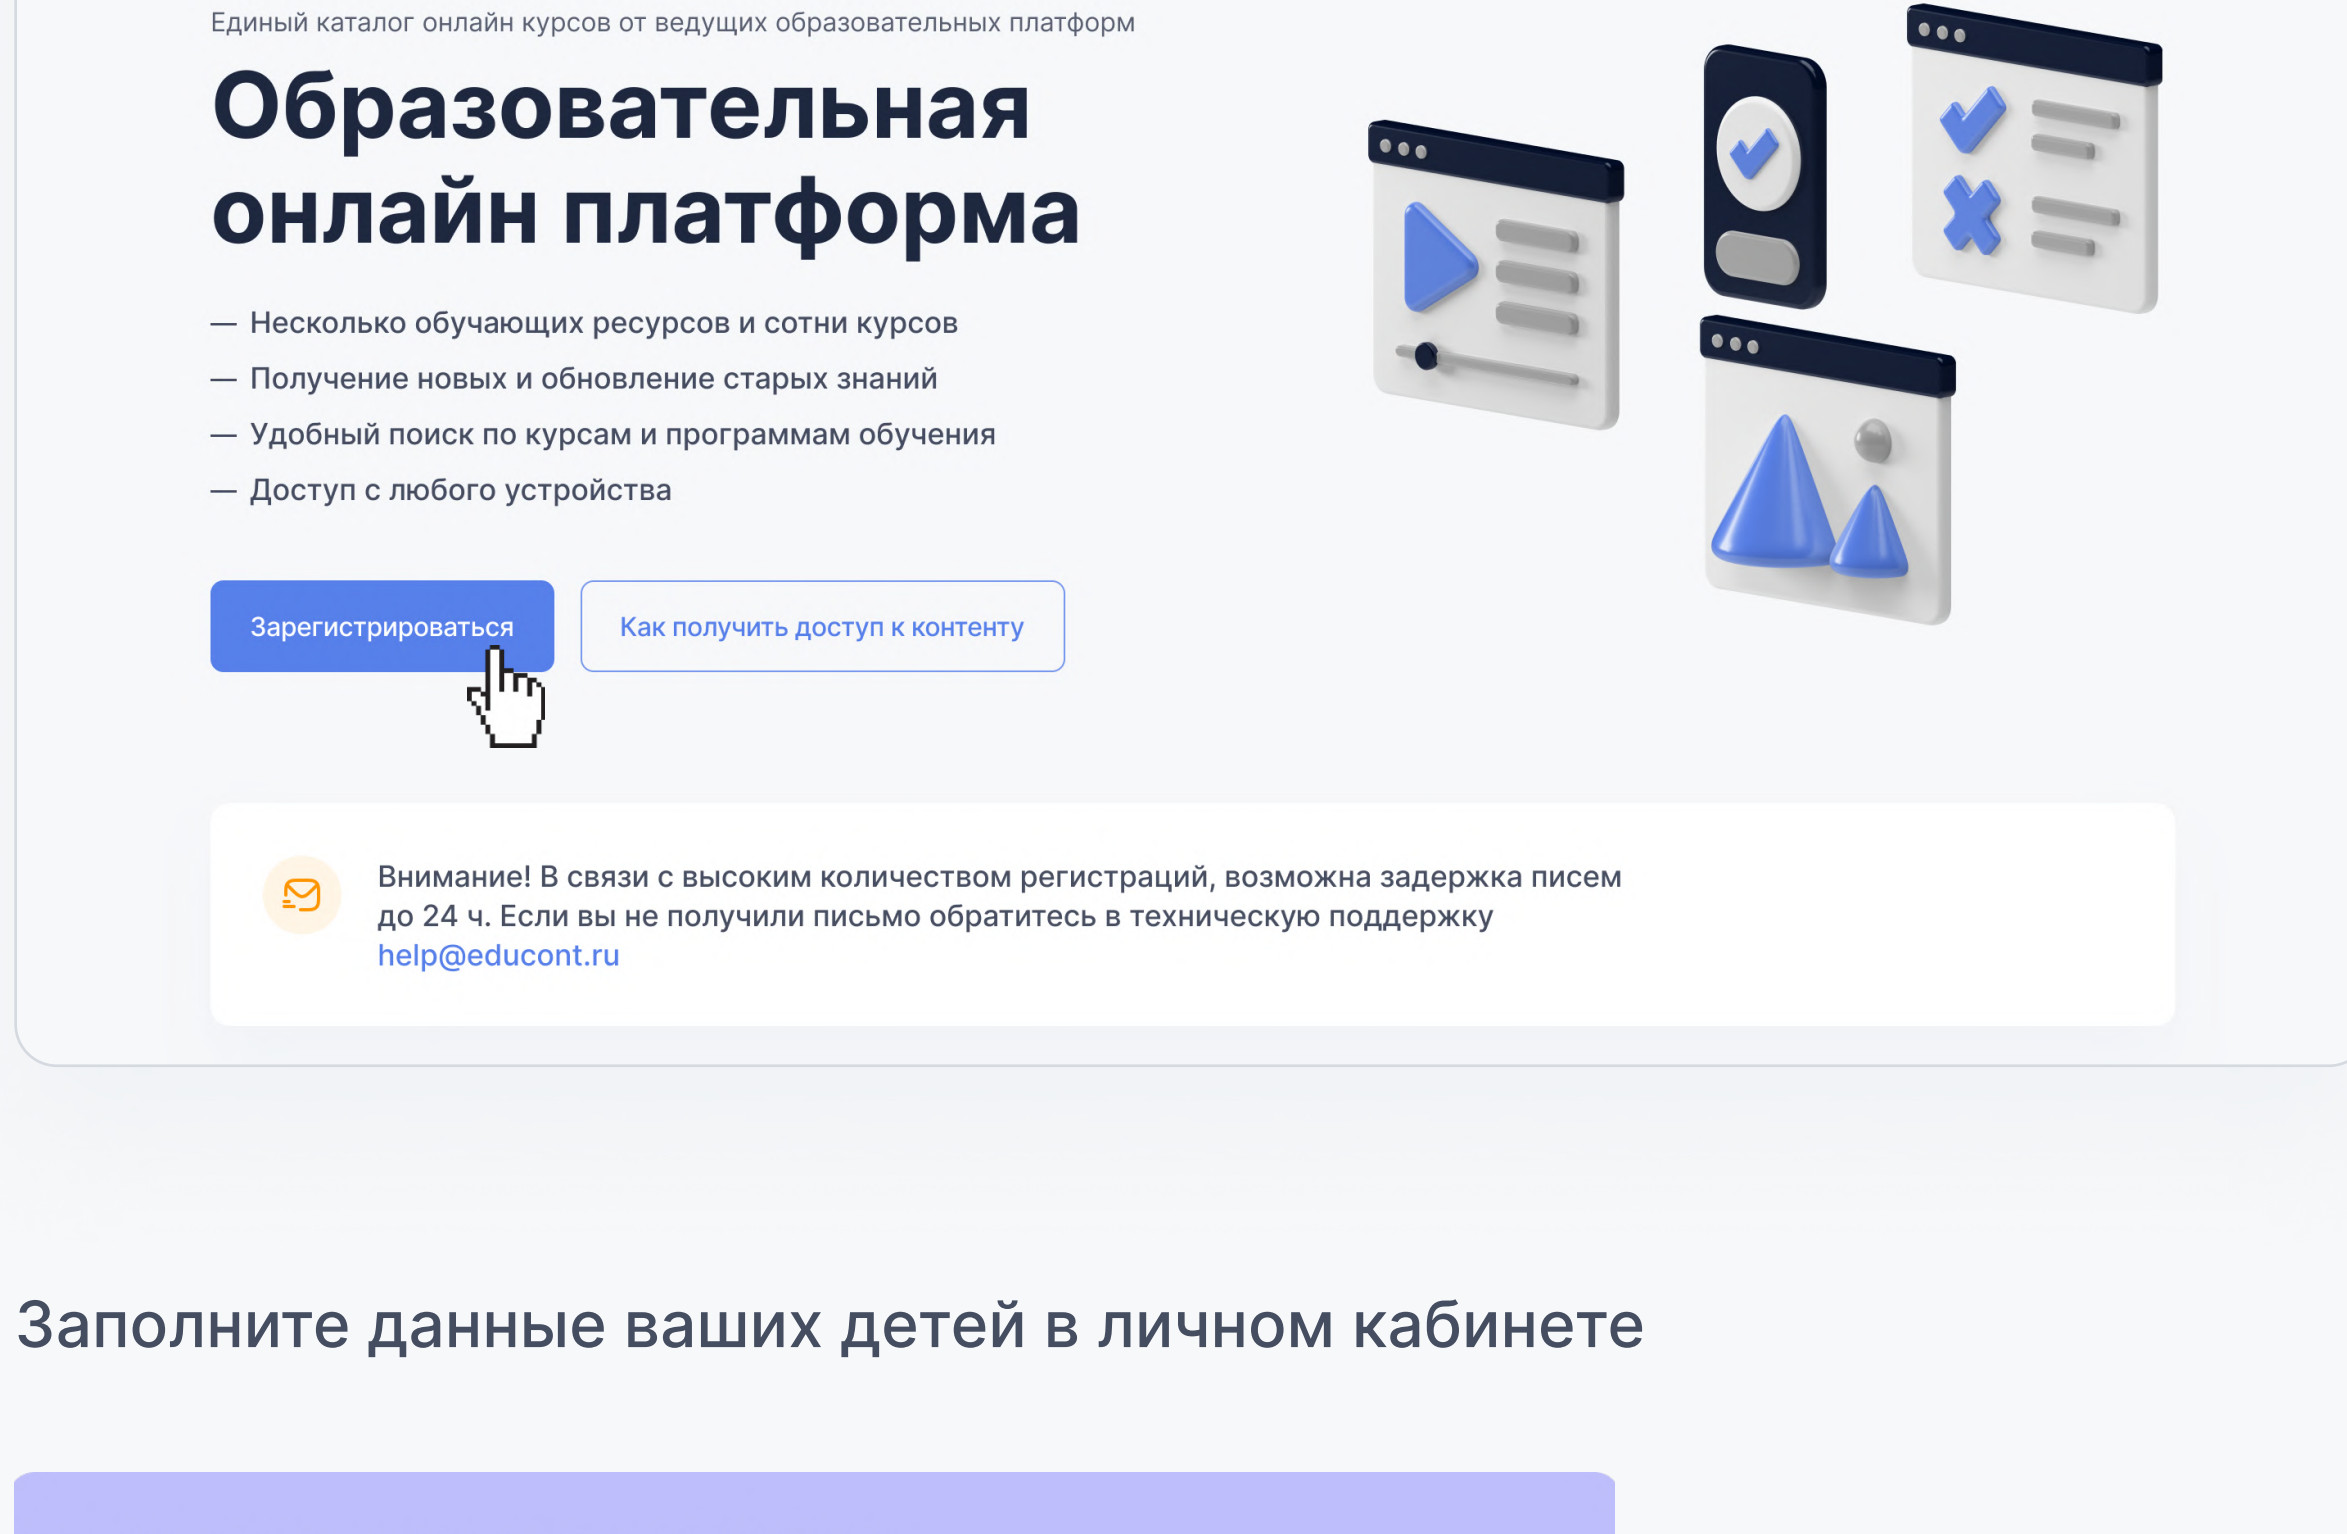 Единый каталог онлайн курсов от ведущих образовательных платформ
Образовательная
онлайн платформа
— Несколько обучающих ресурсов и сотни курсов
— Получение новых и обновление старых знаний
— Удобный поиск по курсам и программам обучения
— Доступ с любого устройства
Зарегистрироваться
Как получить доступ к контенту
Внимание! В связи с высоким количеством регистраций, возможна задержка писем
до 24 ч. Если вы не получили письмо обратитесь в техническую поддержку
help@educont.ru
Заполните данные ваших детей в личном кабинете